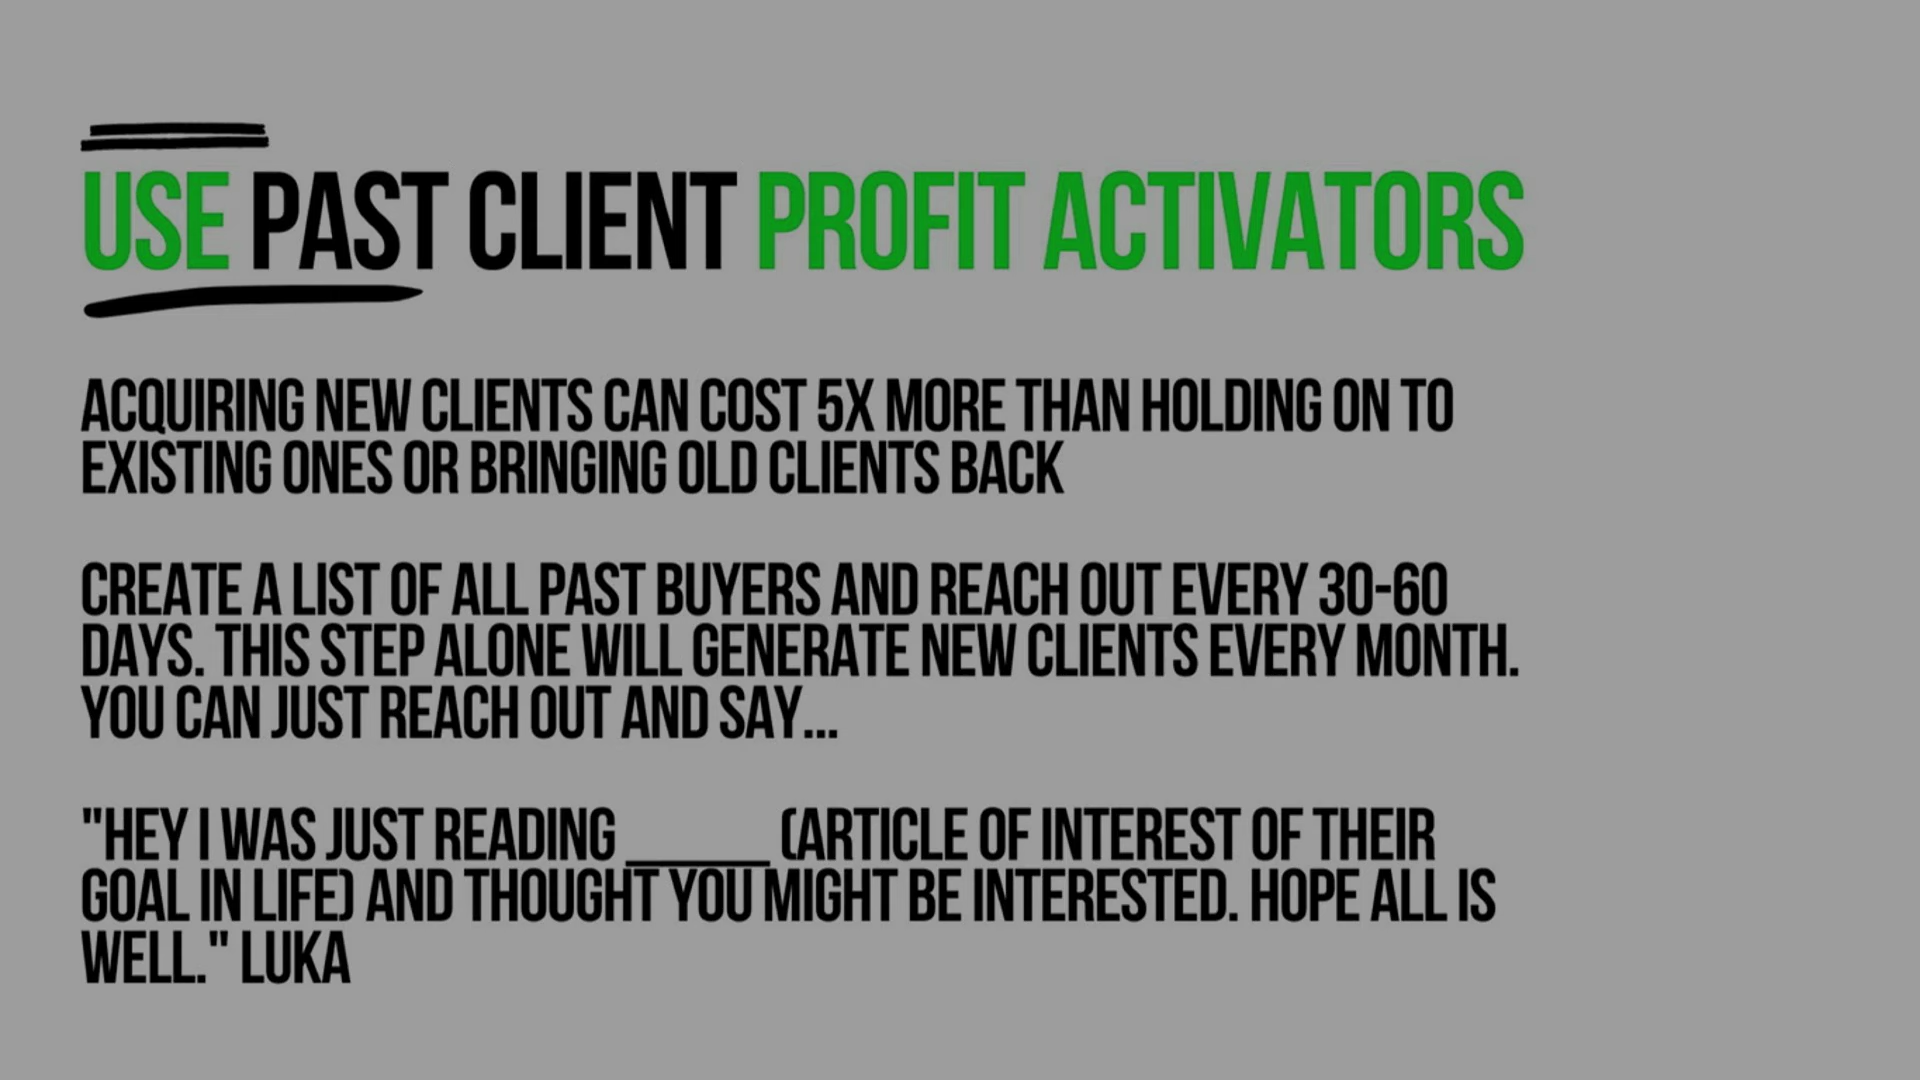 USE PAST CLIENT PROFIT ACTIVATORS
ACQUIRING NEW CLIENTS CAN COST 5X MORE THAN HOLDING ON TO
EXISTING ONES OR BRINGING OLD CLIENTS BACK
CREATE A LIST OF ALL PAST BUYERS AND REACH OUT EVERY 30-60
DAYS. THIS STEP ALONE WILL GENERATE NEW CLIENTS EVERY MONTH.
YOU CAN JUST REACH OUT AND SAY...
"HEY I WAS JUST READING ______ (ARTICLE OF INTEREST OF THEIR
GOAL IN LIFE) AND THOUGHT YOU MIGHT BE INTERESTED. HOPE ALL IS
WELL." LUKA